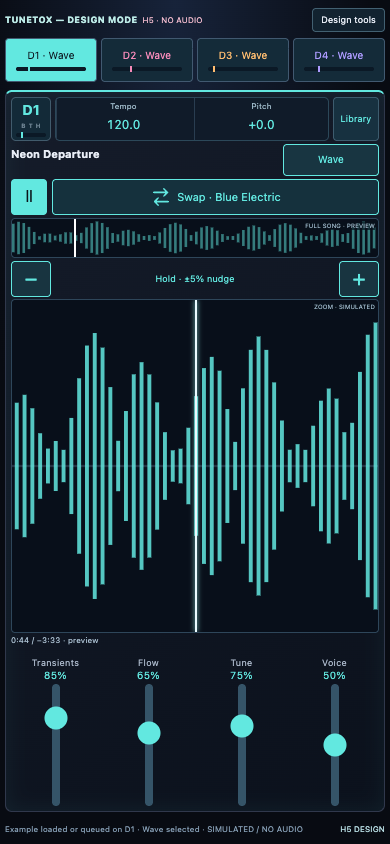 TUNETOX — DESIGN MODE H5 · NO AUDIO
Design tools
D1 · Wave
D2 · Wave
D3 · Wave
D4 · Wave
D1
B T H
Tempo
120.0
Pitch
+0.0
Library
Neon Departure
Wave
Swap · Blue Electric
FULL SONG · PREVIEW
−
Hold · ±5% nudge
+
ZOOM · SIMULATED
0:44 / −3:33 · preview
Transients
85%
Flow
65%
Tune
75%
Voice
50%
Example loaded or queued on D1 · Wave selected · SIMULATED / NO AUDIO
H5 DESIGN